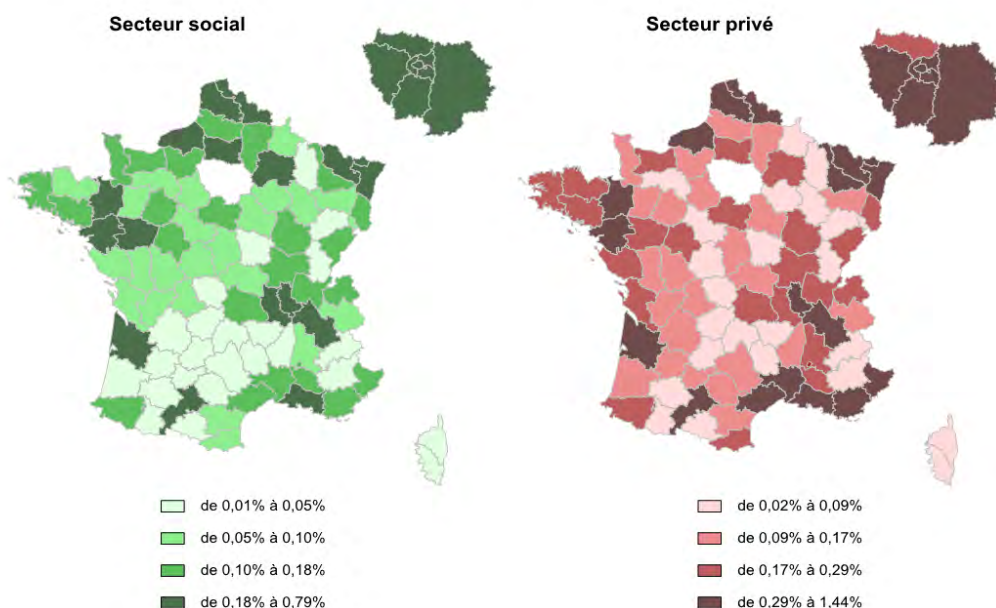 Secteur social
Secteur privé
de 0,01% à 0,05%
de 0,05% à 0,10%
de 0,10% à 0,18%
de 0,18% à 0,79%
de 0,02% à 0,09%
de 0,09% à 0,17%
de 0,17% à 0,29%
de 0,29% à 1,44%